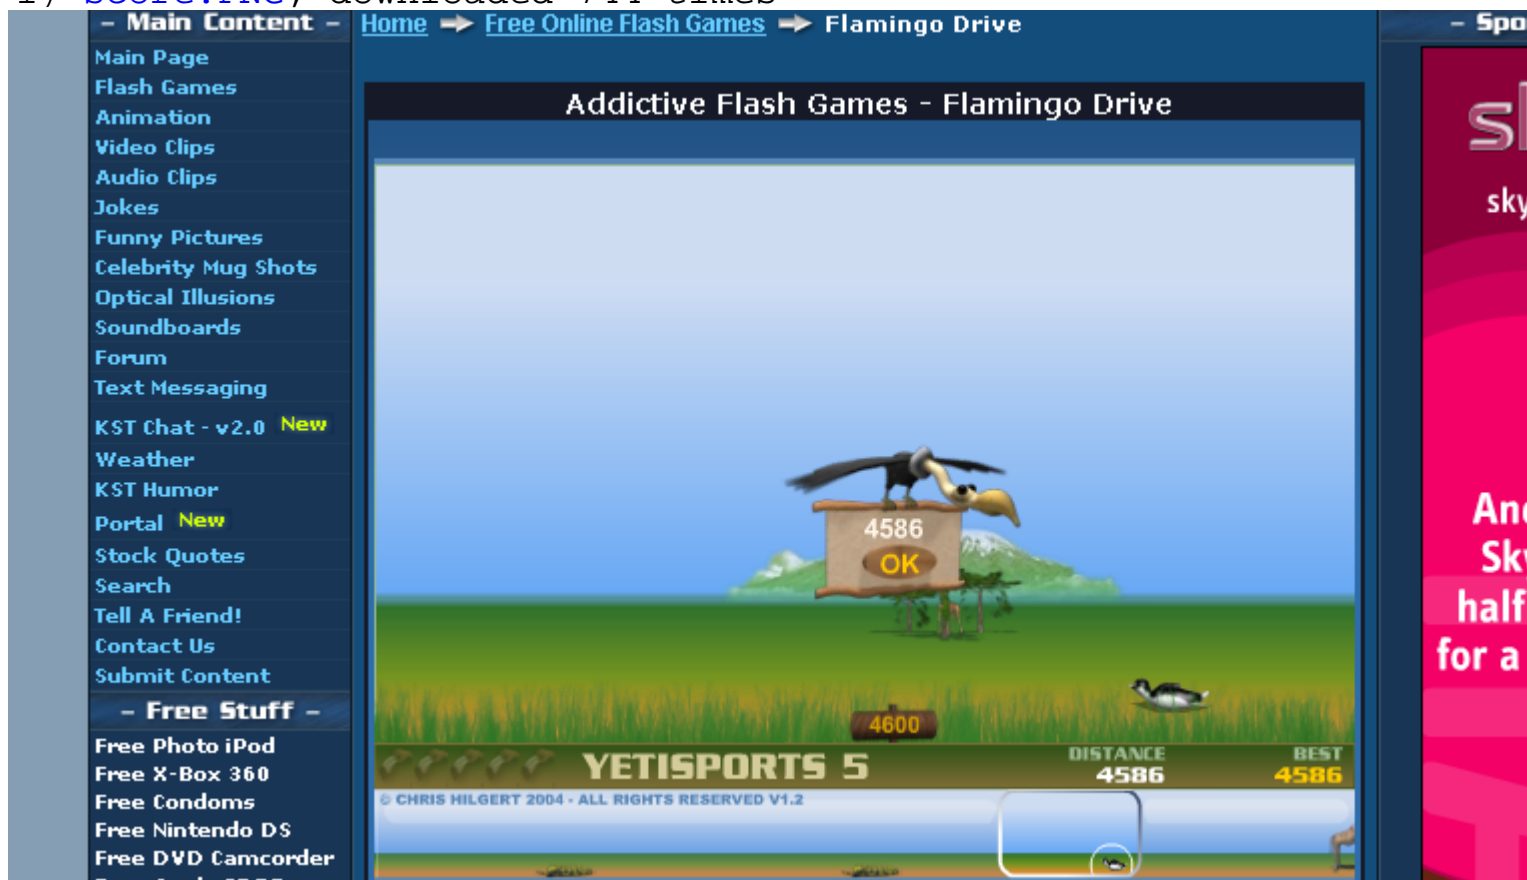 - Main Content -
Main Page
Flash Games
Animation
Video Clips
Audio Clips
Jokes
Funny Pictures
Celebrity Mug Shots
Optical Illusions
Soundboards
Forum
Text Messaging
KST Chat - v2.0 New
Weather
KST Humor
Portal New
Stock Quotes
Search
Tell A Friend!
Contact Us
Submit Content
- Free Stuff -
Free Photo iPod
Free X-Box 360
Free Condoms
Free Nintendo DS
Free DVD Camcorder
Home Free Online Flash Games Flamingo Drive
Addictive Flash Games - Flamingo Drive
4586
OK
4600
YETISPORTS 5
DISTANCE
4586
BEST
4586
© CHRIS HILGERT 2004 - ALL RIGHTS RESERVED V1.2
half
for a